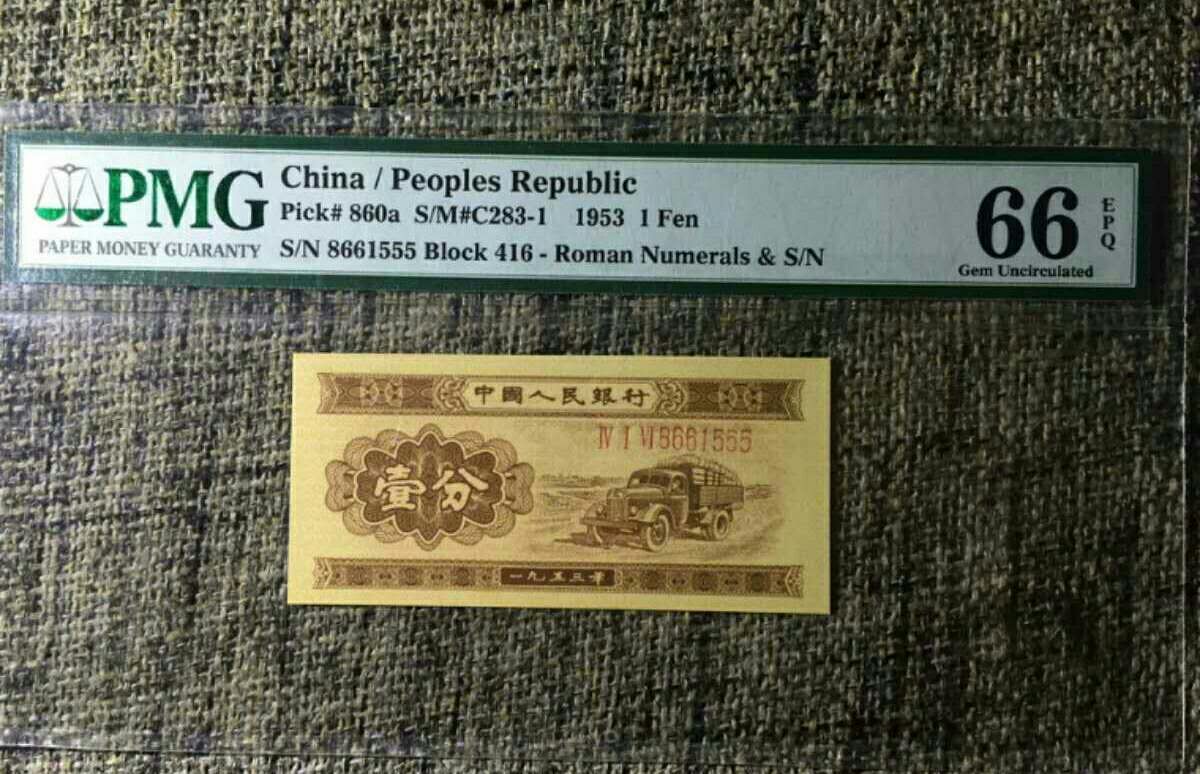 PMG
PAPER MONEY GUARANTY
China / Peoples Republic
Pick# 860a S/M#C283-1 1953 1 Fen
S/N 8661555 Block 416 - Roman Numerals & S/N
66
EPQ
Gem Uncirculated
中國人民銀行
IV I VI 8661555
壹分
一九五三年